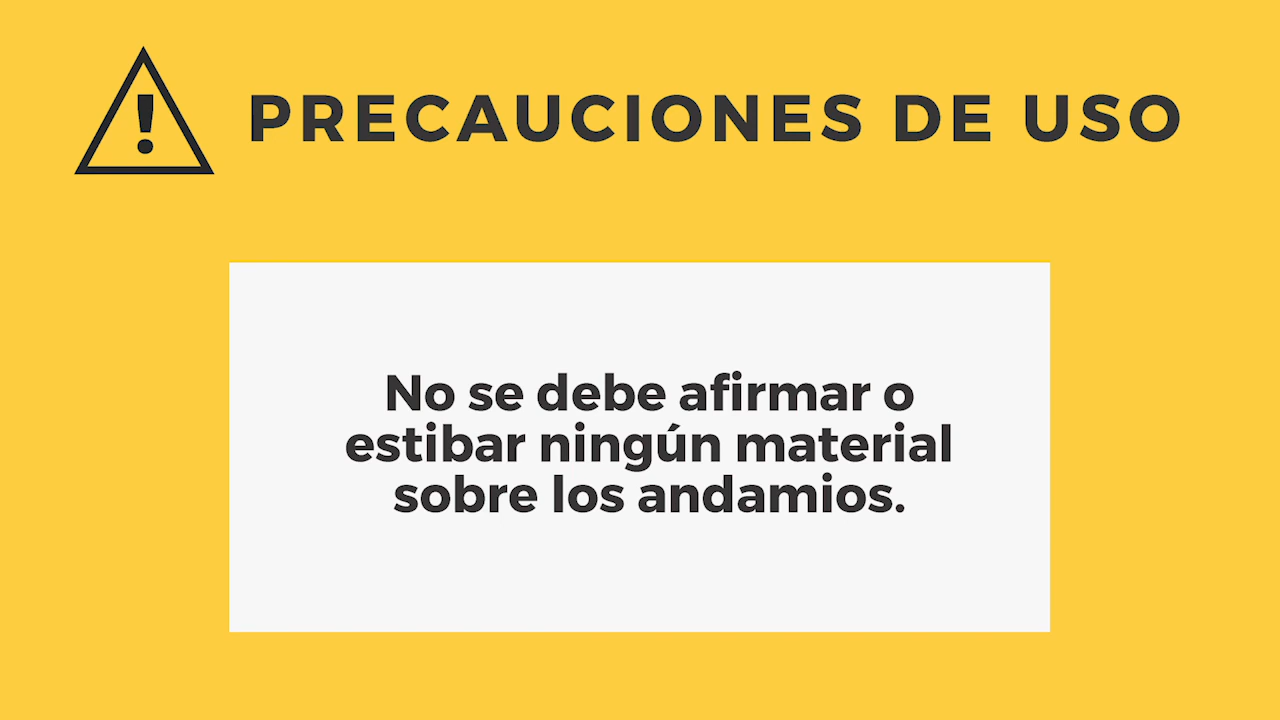 PRECAUCIONES DE USO
No se debe afirmar o
estibar ningún material
sobre los andamios.